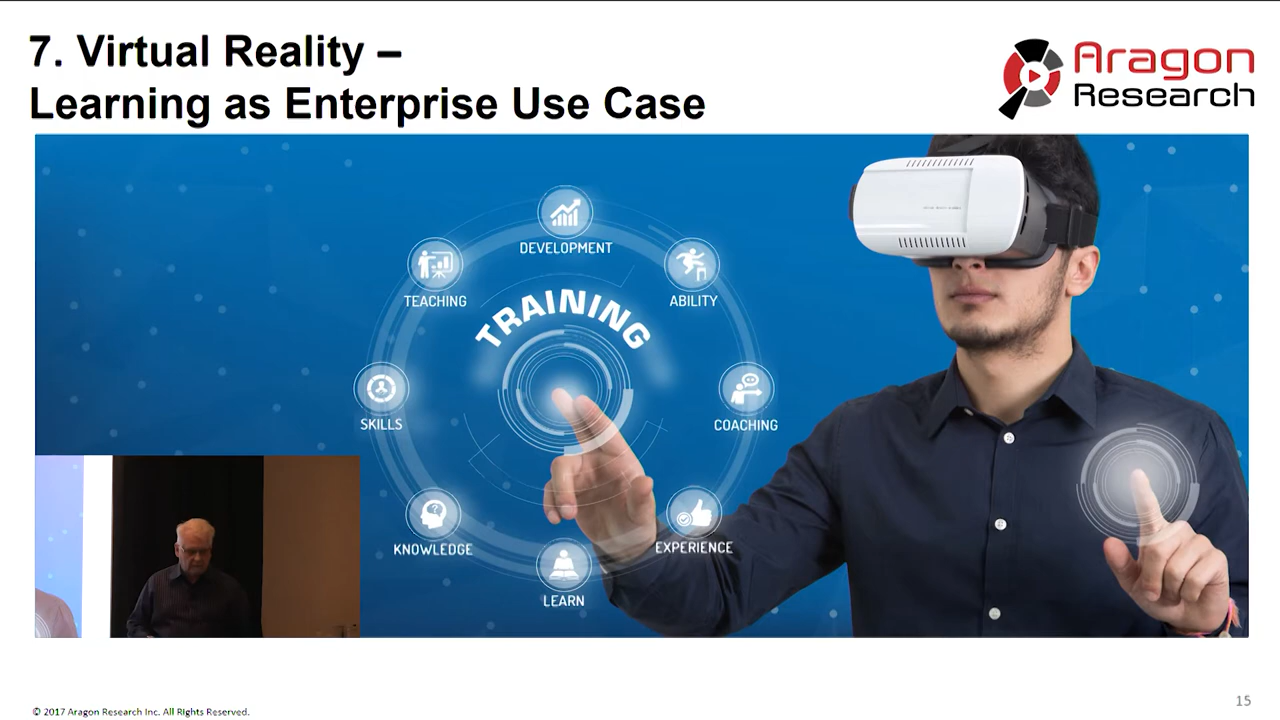 7. Virtual Reality –
Learning as Enterprise Use Case
Aragon
Research
DEVELOPMENT
TEACHING
ABILITY
TRAINING
SKILLS
COACHING
KNOWLEDGE
EXPERIENCE
LEARN
15
© 2017 Aragon Research Inc. All Rights Reserved.